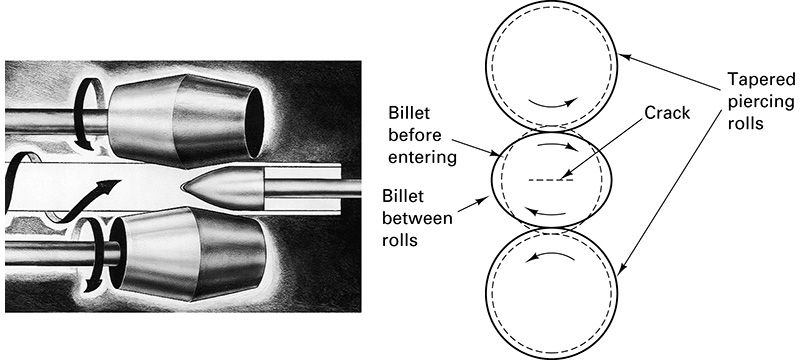 Billet
before
entering
Billet
between
rolls
Crack
Tapered
piercing
rolls